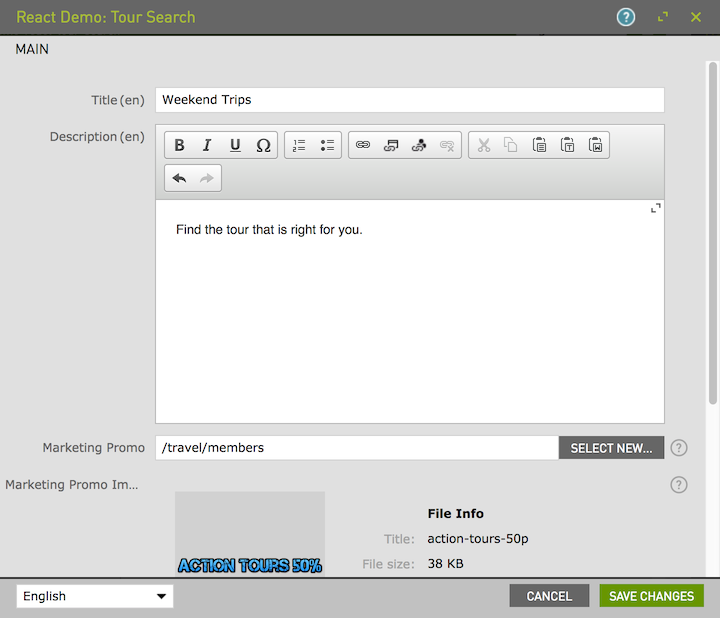 React Demo: Tour Search
?
MAIN
Title (en) Weekend Trips
Description (en)
B I U Ω
Find the tour that is right for you.
Marketing Promo /travel/members SELECT NEW... ?
Marketing Promo Im... ?
File Info
Title: action-tours-50p
ACTION TOURS 50%
File size: 38 KB
English CANCEL SAVE CHANGES